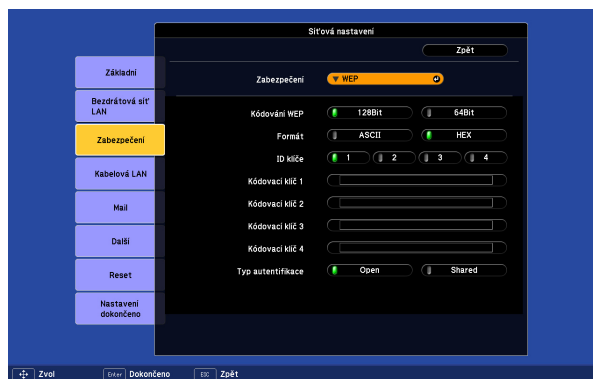 Síťová nastavení
Zpět
Základní
Zabezpečení WEP
Bezdrátová síť
LAN
Kódování WEP 128Bit 64Bit
Zabezpečení
Formát ASCII HEX
ID klíče 1 2 3 4
Kabelová LAN
Kódovací klíč 1
Kódovací klíč 2
Mail
Kódovací klíč 3
Další
Kódovací klíč 4
Reset
Typ autentifikace Open Shared
Nastavení
dokončeno
Zvol Enter Dokončeno ESC Zpět